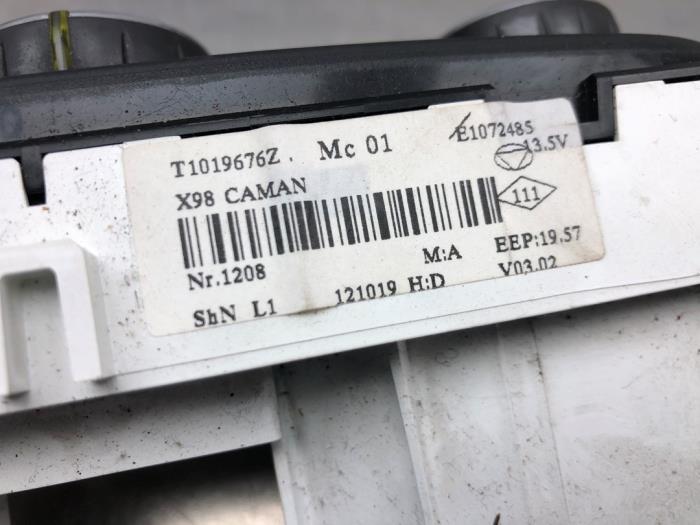 T1019676Z. Mc 01 E1072485
13.5V
X98 CAMAN 111
Nr.1208 M:A EEP:19.57
ShN L1 121019 H:D V03.02